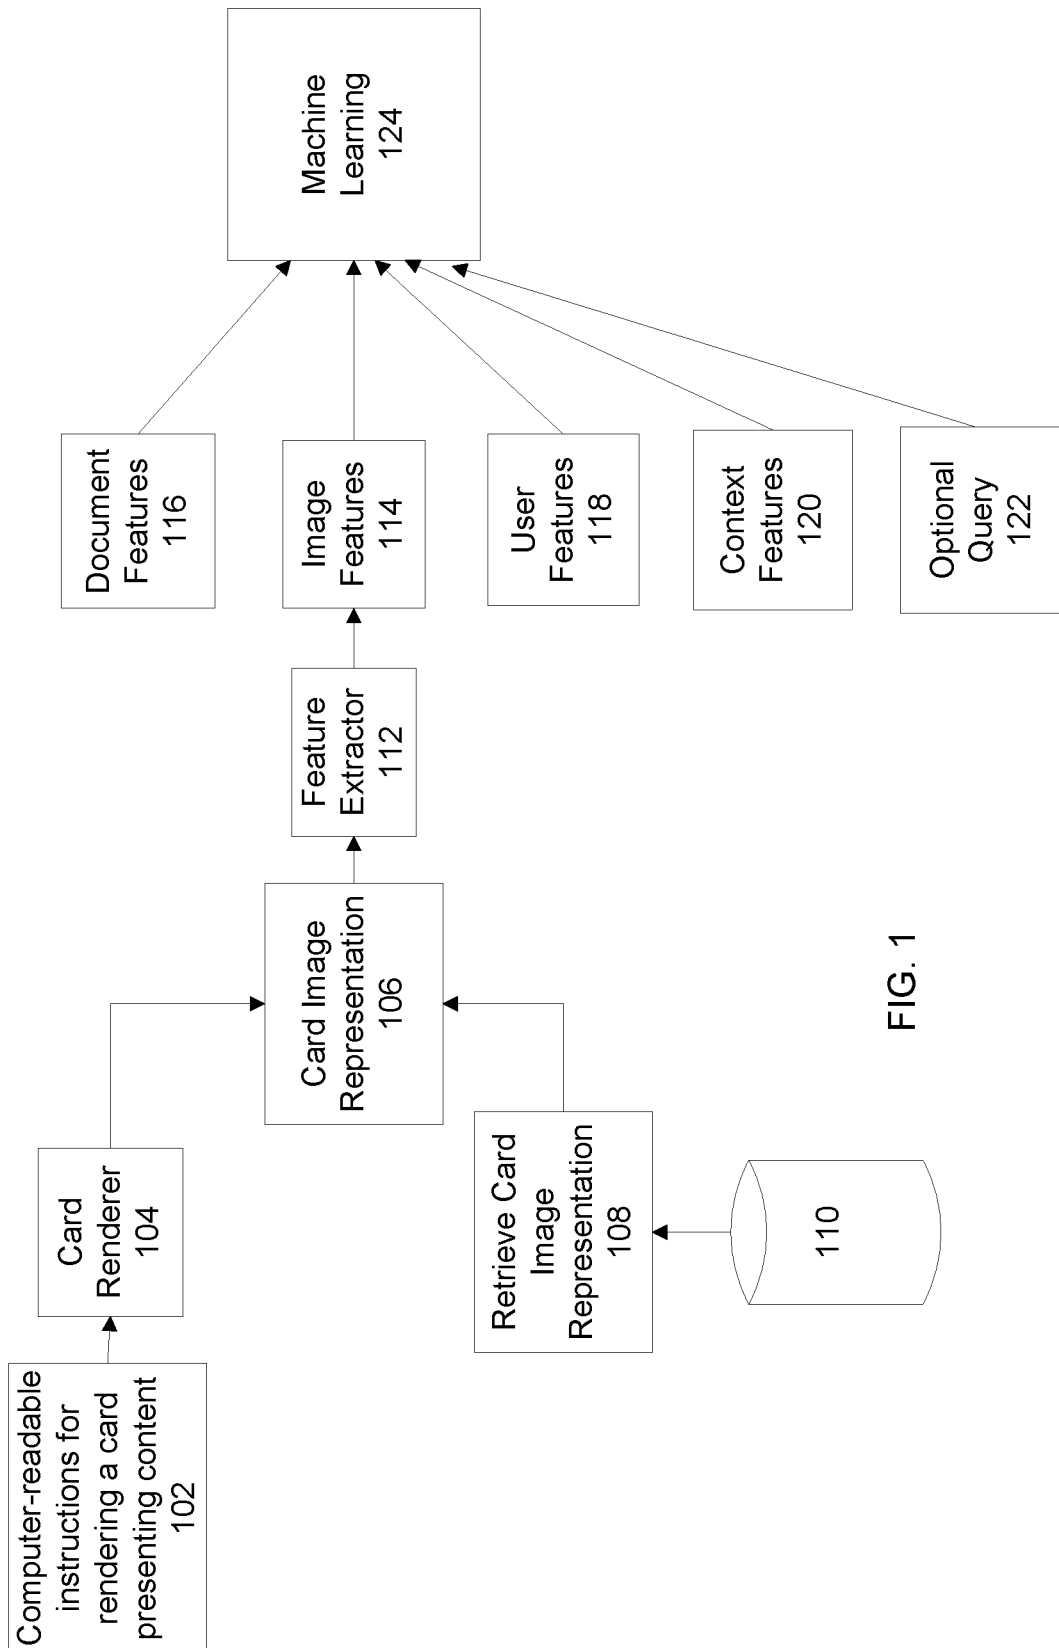 Computer-readable
instructions for
rendering a card
presenting content
102
Card
Renderer
104
Card Image
Representation
106
Retrieve Card
Image
Representation
108
110
Feature
Extractor
112
Document
Features
116
Image
Features
114
User
Features
118
Context
Features
120
Optional
Query
122
Machine
Learning
124
FIG. 1